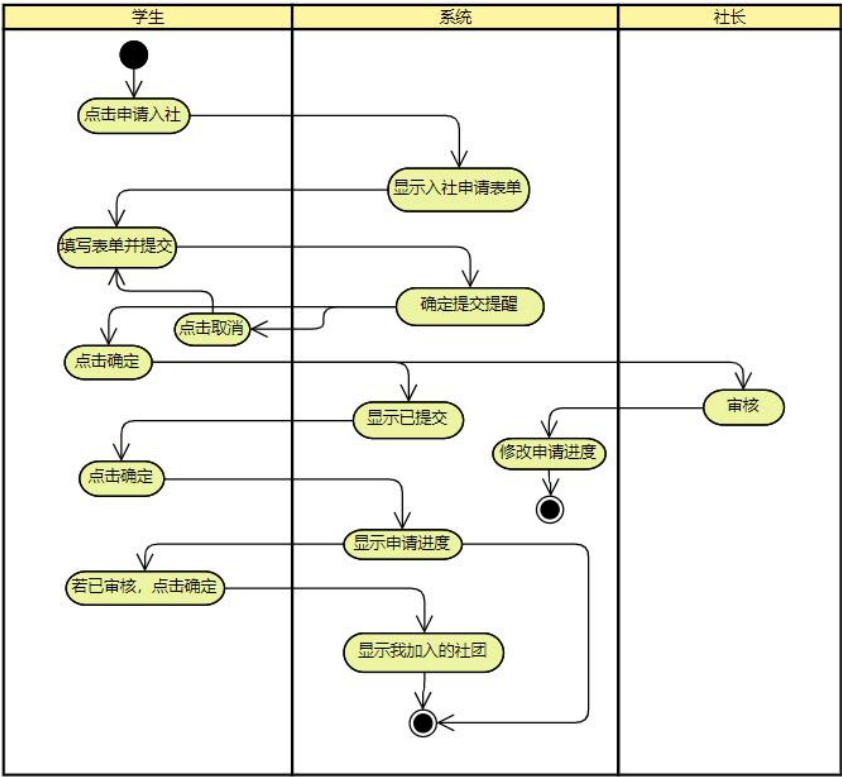 学生
系统
社长
点击申请入社
显示入社申请表单
填写表单并提交
确定提交提醒
点击取消
点击确定
审核
显示已提交
修改申请进度
点击确定
显示申请进度
若已审核，点击确定
显示我加入的社团